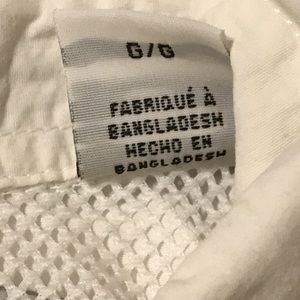 G/G
FABRIQUÉ À
BANGLADESH
HECHO EN
BANGLADESH